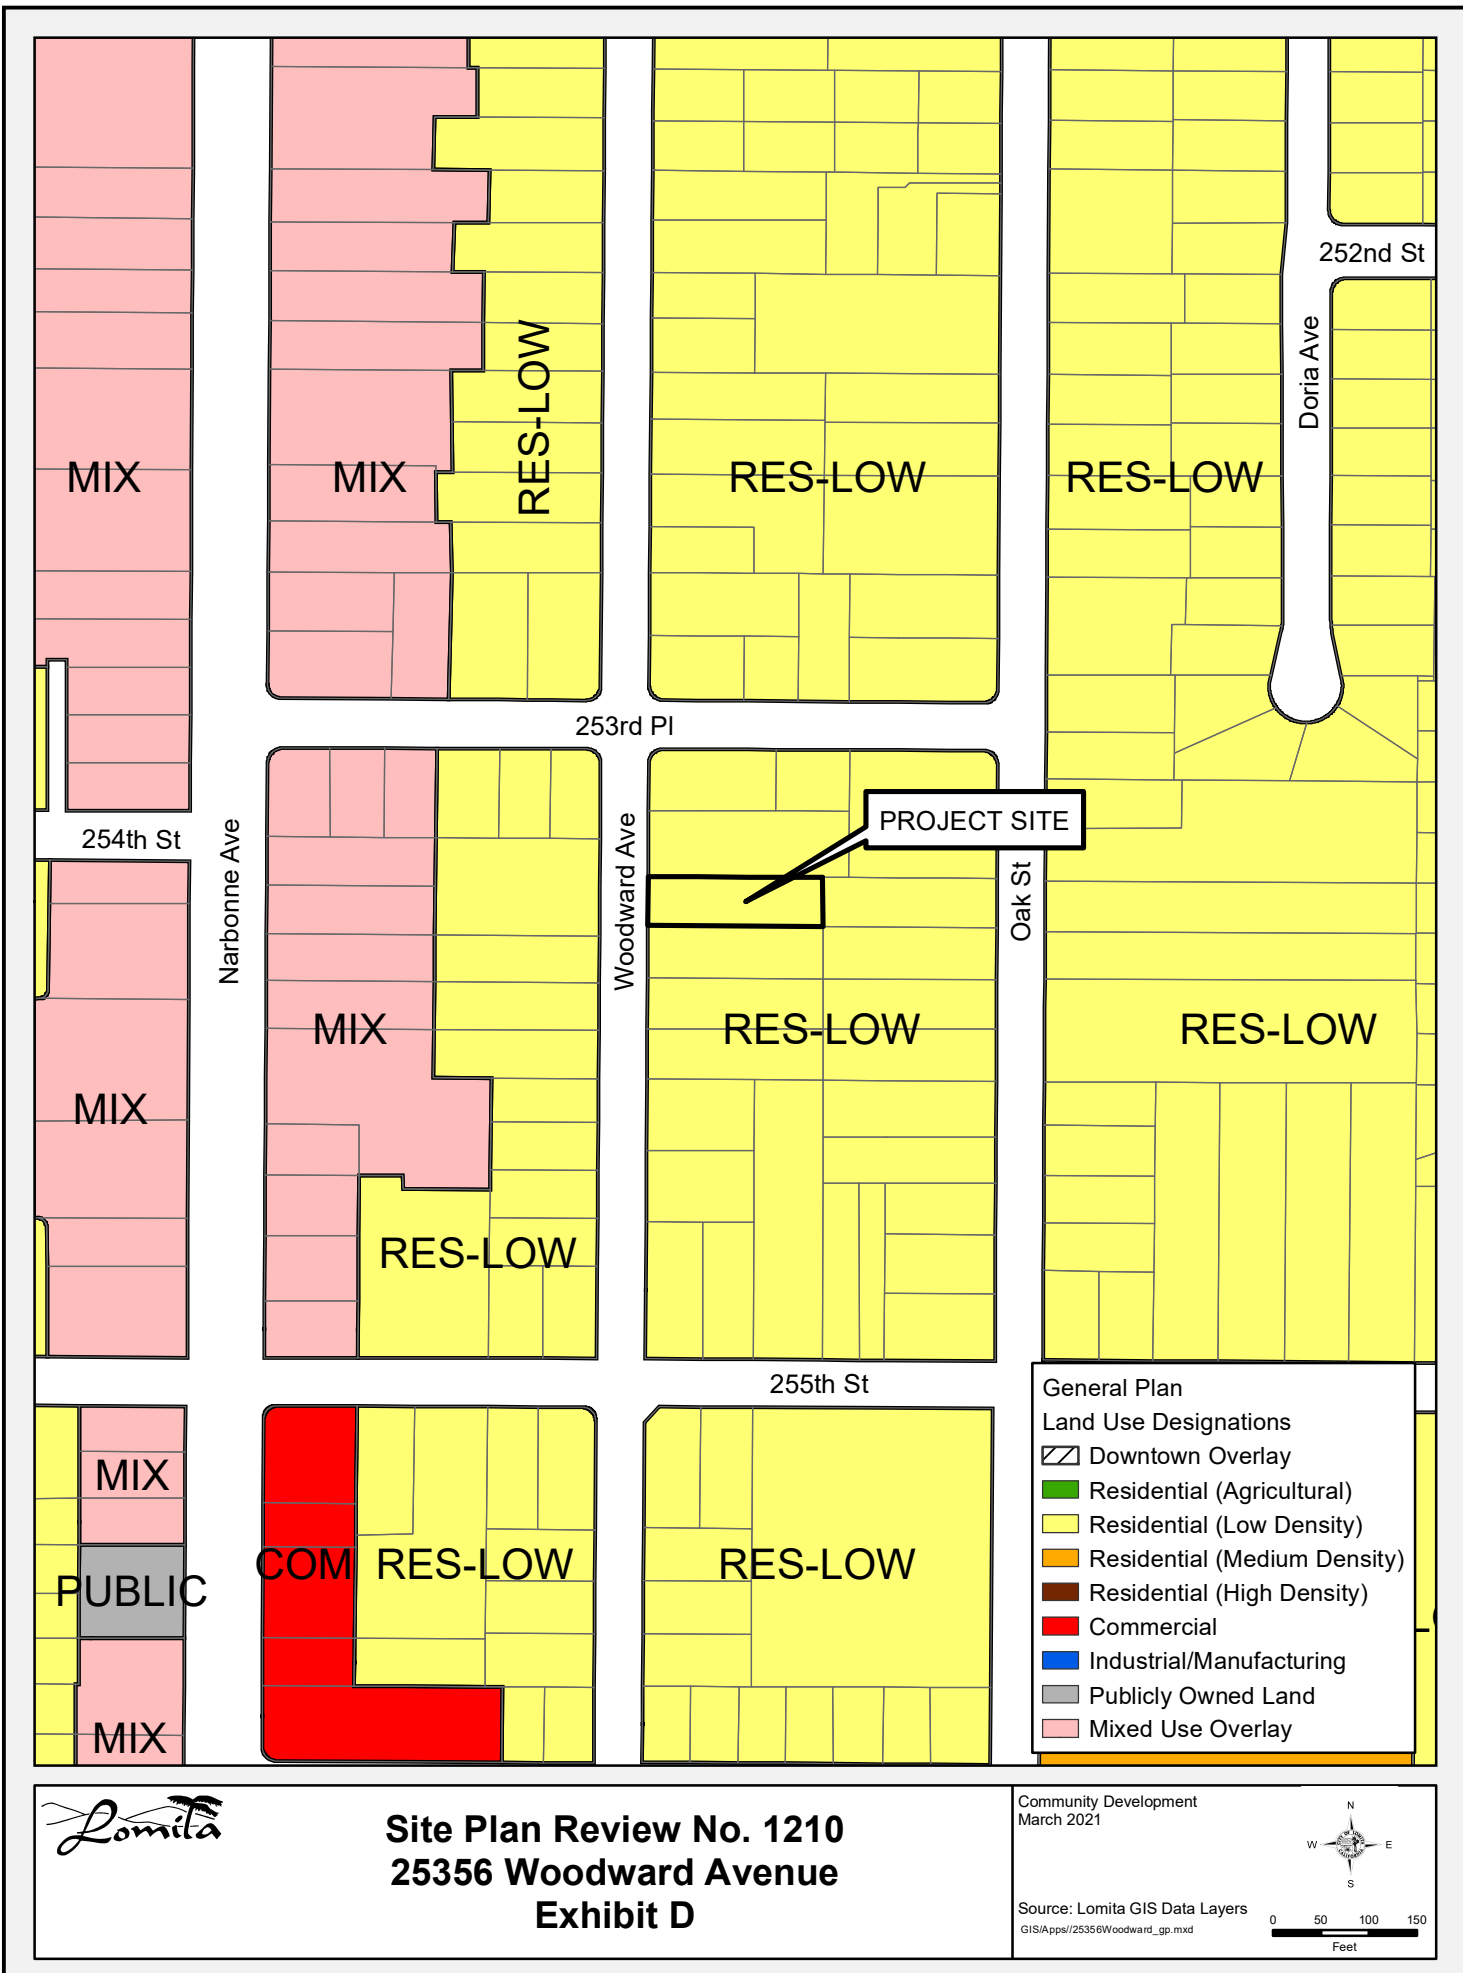 252nd St
Doria Ave
RES-LOW
MIX
MIX
RES-LOW
RES-LOW
253rd Pl
PROJECT SITE
254th St
Narbonne Ave
Woodward Ave
Oak St
MIX
RES-LOW
RES-LOW
MIX
RES-LOW
255th St
MIX
COM
RES-LOW
RES-LOW
PUBLIC
MIX
General Plan
Land Use Designations
Downtown Overlay
Residential (Agricultural)
Residential (Low Density)
Residential (Medium Density)
Residential (High Density)
Commercial
Industrial/Manufacturing
Publicly Owned Land
Mixed Use Overlay
Lomita
Site Plan Review No. 1210
25356 Woodward Avenue
Exhibit D
Community Development
March 2021
N
W
E
S
Source: Lomita GIS Data Layers
GIS/Apps//25356Woodward_gp.mxd
0 50 100 150
Feet